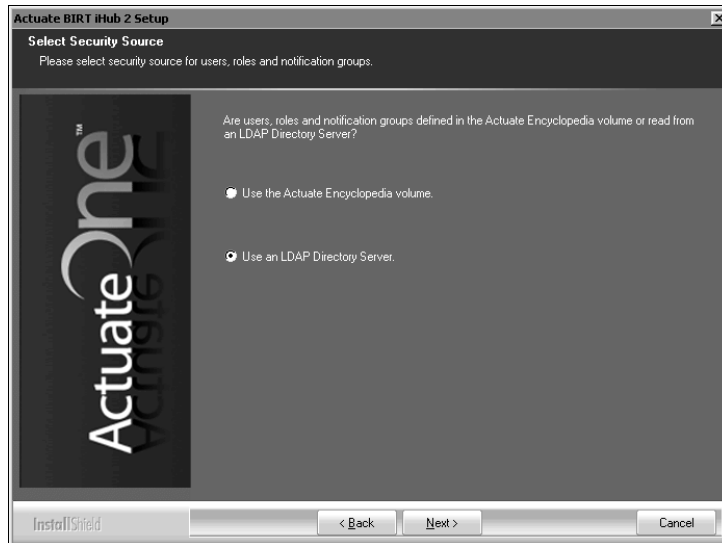 Actuate BIRT iHub 2 Setup
Select Security Source
Please select security source for users, roles and notification groups.
Are users, roles and notification groups defined in the Actuate Encyclopedia volume or read from
an LDAP Directory Server?
Use the Actuate Encyclopedia volume.
Use an LDAP Directory Server.
ActuateOne™
InstallShield
< Back
Next >
Cancel